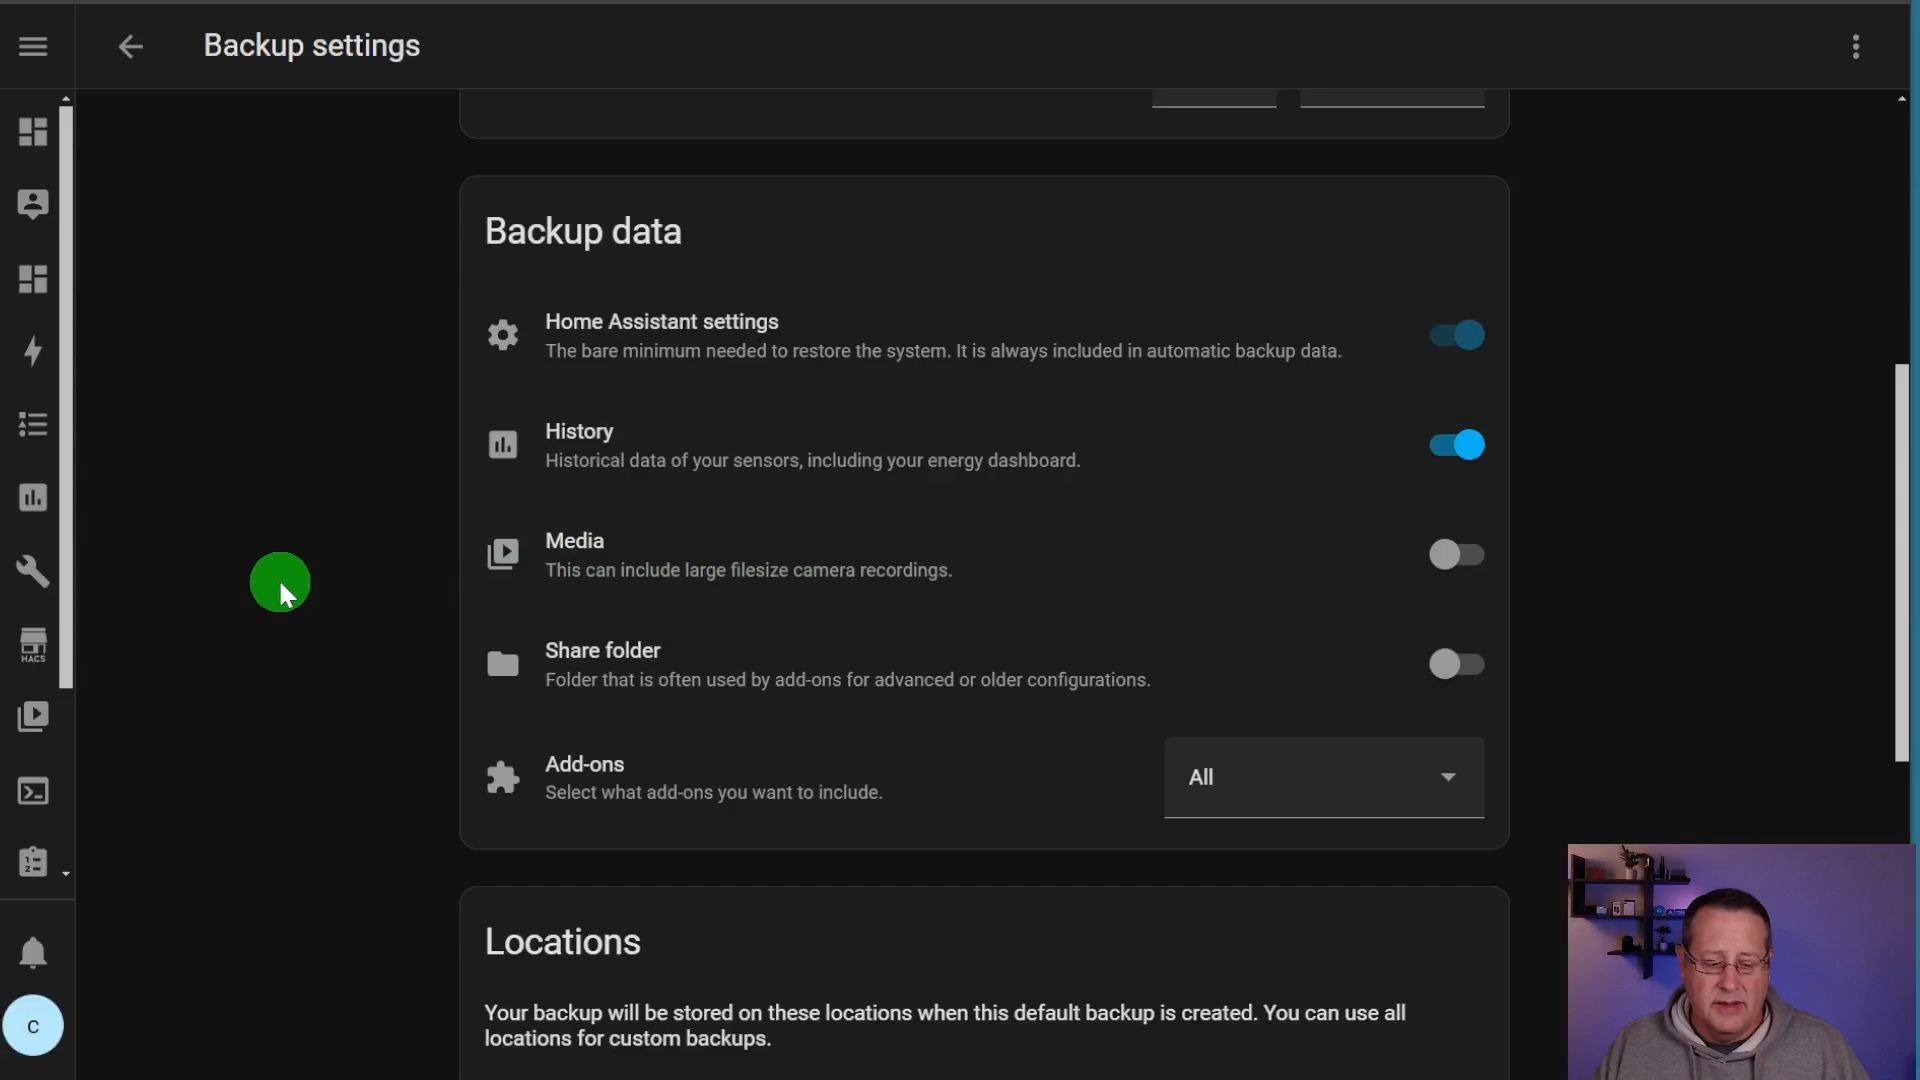 Backup settings
Backup data
Home Assistant settings
The bare minimum needed to restore the system. It is always included in automatic backup data.
History
Historical data of your sensors, including your energy dashboard.
Media
This can include large filesize camera recordings.
Share folder
Folder that is often used by add-ons for advanced or older configurations.
HACS
Add-ons
Select what add-ons you want to include.
All
Locations
Your backup will be stored on these locations when this default backup is created. You can use all
locations for custom backups.
C